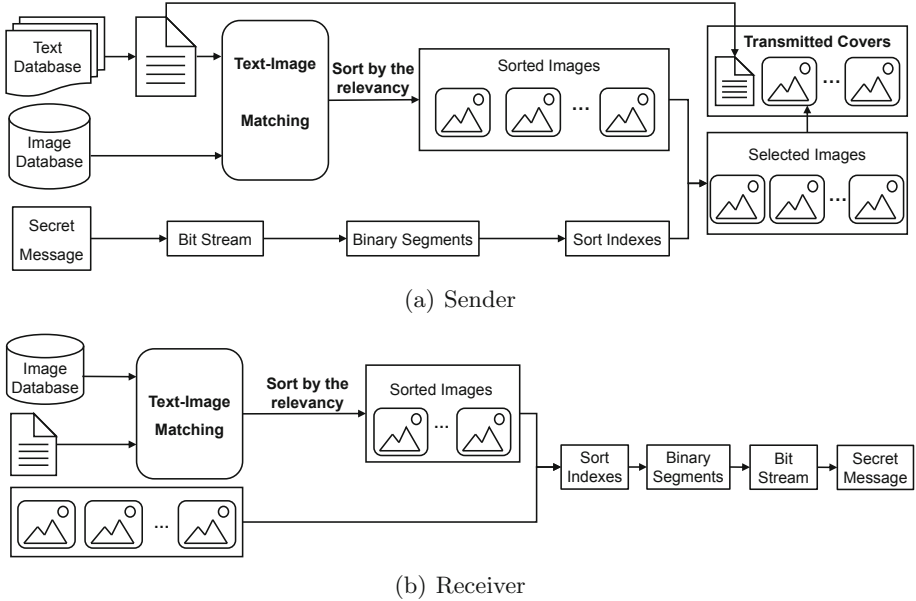 Text
Database
Image
Database
Text-Image
Matching
Sort by the
relevancy
Sorted Images
...
Transmitted Covers
...
Selected Images
...
Secret
Message
Bit Stream
Binary Segments
Sort Indexes
(a) Sender
Image
Database
Text-Image
Matching
Sort by the
relevancy
Sorted Images
...
...
Sort
Indexes
Binary
Segments
Bit
Stream
Secret
Message
(b) Receiver